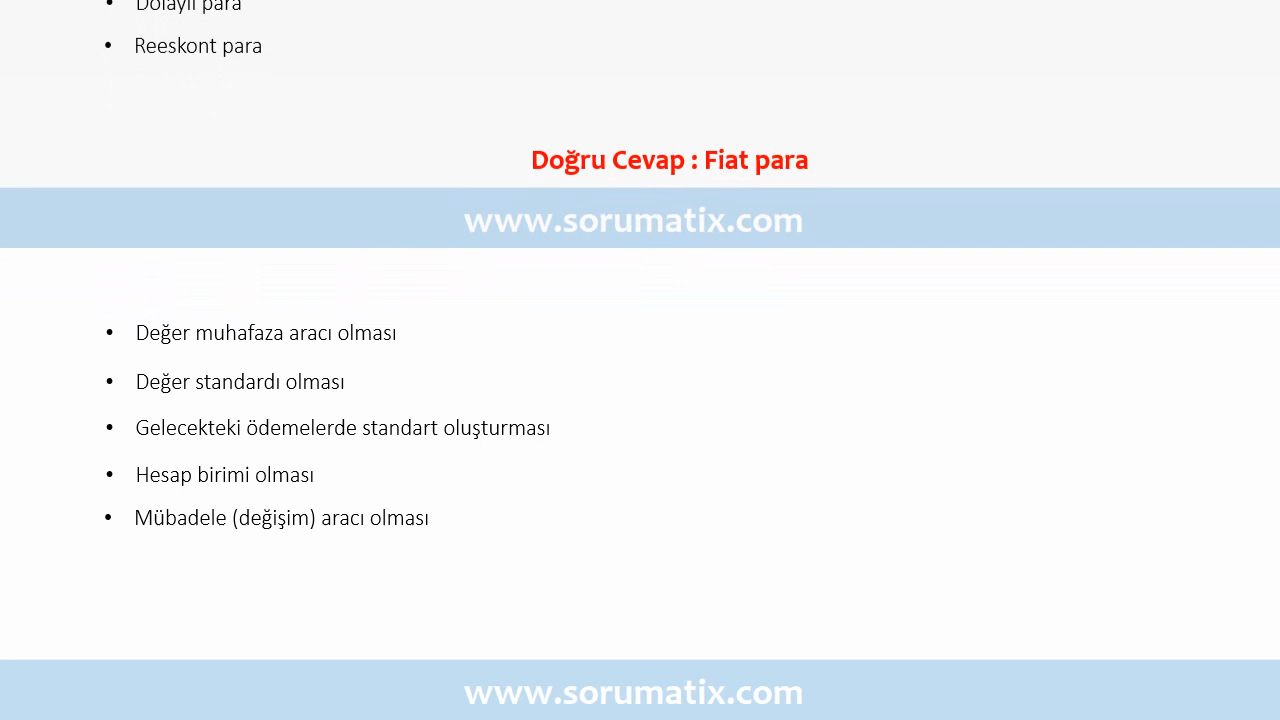 • Dolaylı para
• Reeskont para
Doğru Cevap : Fiat para
www.sorumatix.com
• Değer muhafaza aracı olması
• Değer standardı olması
• Gelecekteki ödemelerde standart oluşturması
• Hesap birimi olması
• Mübadele (değişim) aracı olması
www.sorumatix.com